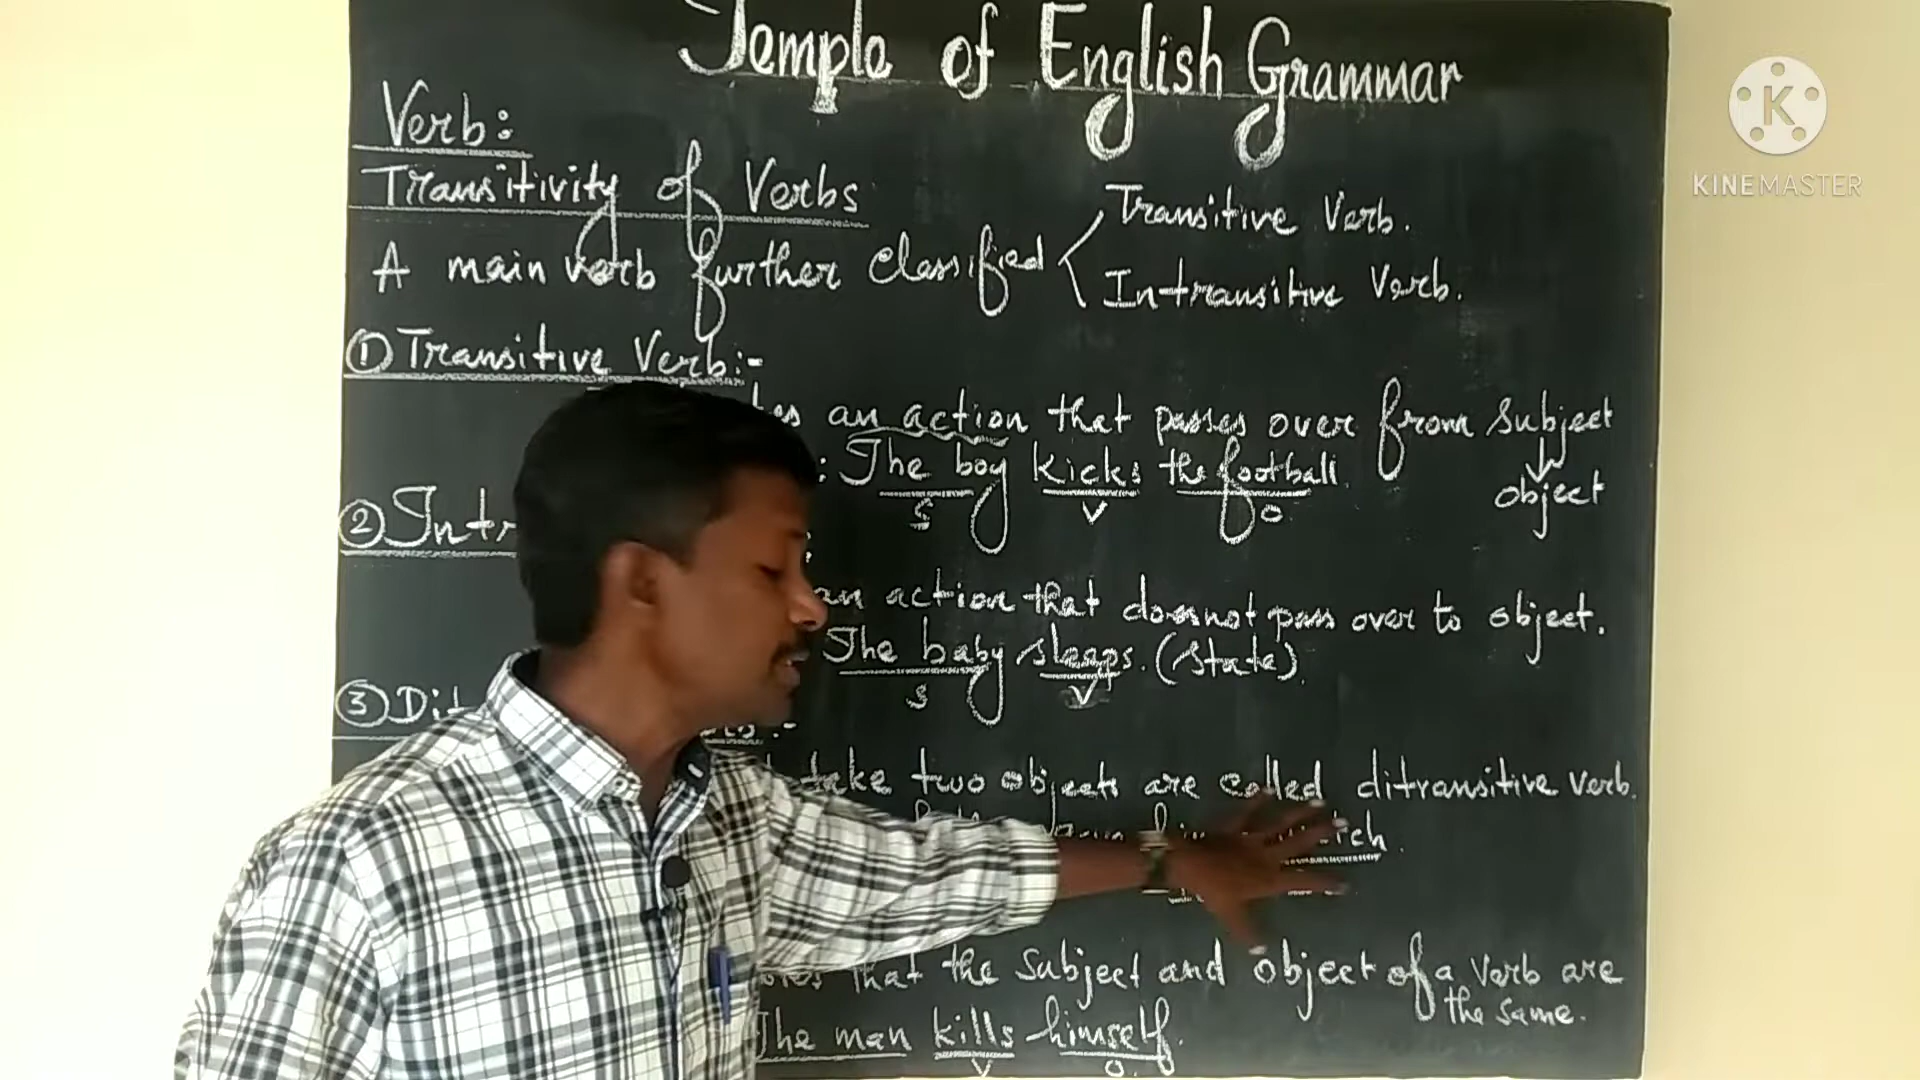 Temple of English Grammar
Verb:
Transitivity of Verbs
A main verb further classified
Transitive Verb.
Intransitive Verb.
① Transitive Verb:-
an action that passes over from subject
object
: The boy kicks the football.
S V O
②
an action that does not pass over to object.
The baby sleeps. (state)
S V
③
take two objects are called ditransitive verb.
that the subject and object of a verb are
the same.
The man kills himself.
V O
KINEMASTER